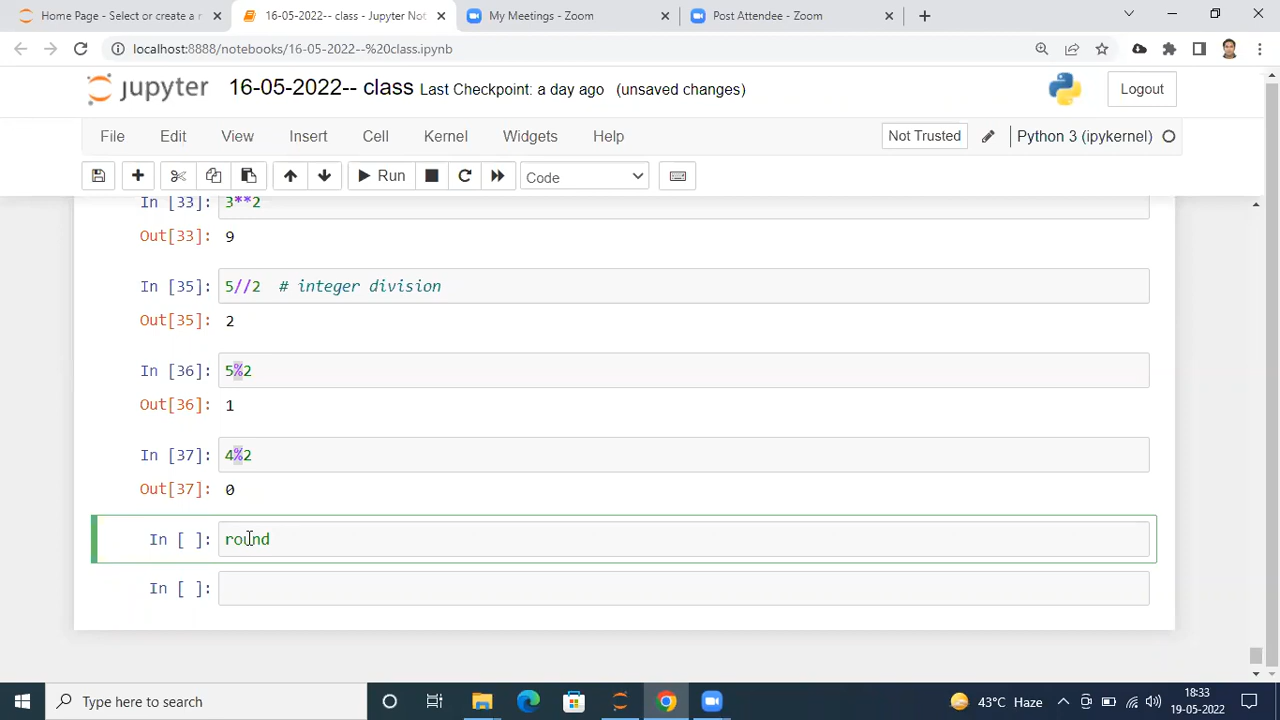 Home Page - Select or create a n
16-05-2022-- class - Jupyter Not
My Meetings - Zoom
Post Attendee - Zoom
localhost:8888/notebooks/16-05-2022--%20class.ipynb
jupyter 16-05-2022-- class Last Checkpoint: a day ago (unsaved changes)
Logout
File Edit View Insert Cell Kernel Widgets Help
Not Trusted
Python 3 (ipykernel)
Run
Code
In [33]: 3**2
Out[33]: 9
In [35]: 5//2 # integer division
Out[35]: 2
In [36]: 5%2
Out[36]: 1
In [37]: 4%2
Out[37]: 0
In [ ]: round
In [ ]:
Type here to search
43°C Haze
18:33
19-05-2022